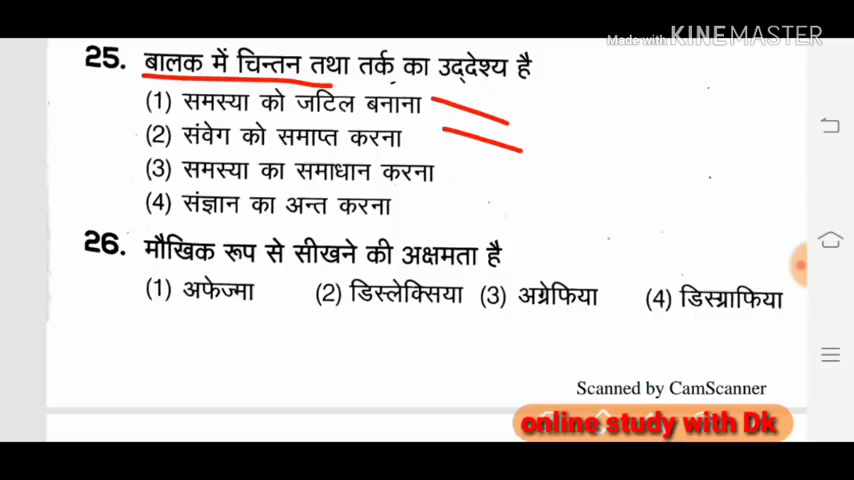 Made with KINEMASTER
25. बालक में चिन्तन तथा तर्क का उद्देश्य है
(1) समस्या को जटिल बनाना
(2) संवेग को समाप्त करना
(3) समस्या का समाधान करना
(4) संज्ञान का अन्त करना
26. मौखिक रूप से सीखने की अक्षमता है
(1) अफेज्मा (2) डिस्लेक्सिया (3) अग्रेफिया (4) डिस्ग्राफिया
Scanned by CamScanner
online study with Dk